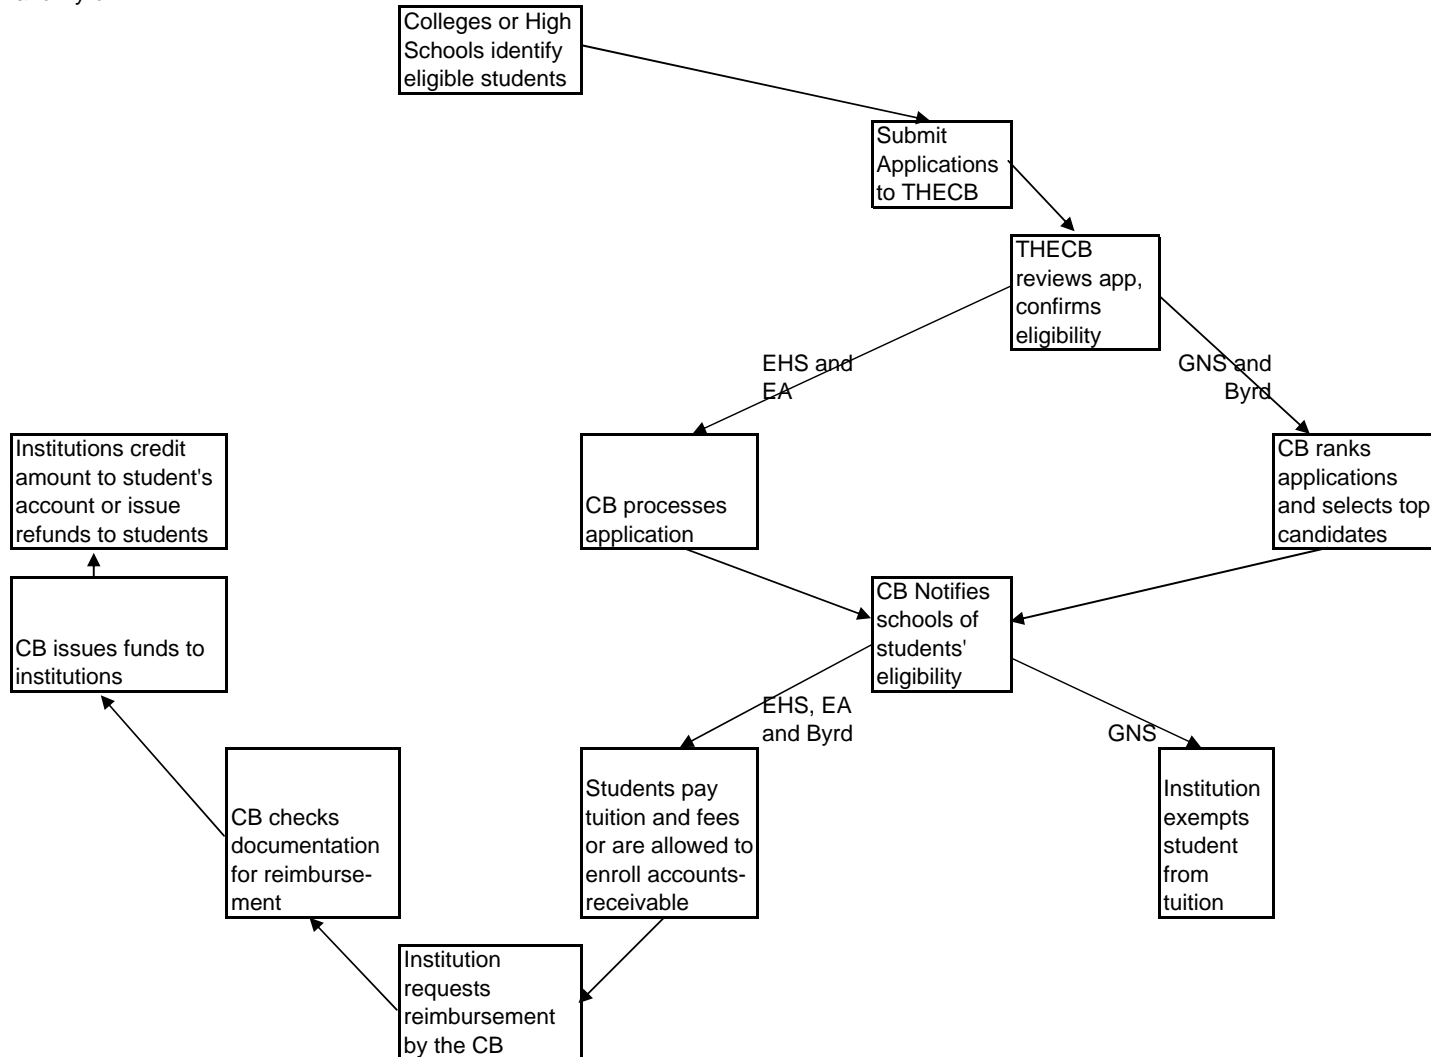 Colleges or High
Schools identify
eligible students
Submit
Applications
to THECB
THECB
reviews app,
confirms
eligibility
EHS and
EA
GNS and
Byrd
Institutions credit
amount to student's
account or issue
refunds to students
CB processes
application
CB ranks
applications
and selects top
candidates
CB issues funds to
institutions
CB Notifies
schools of
students'
eligibility
EHS, EA
and Byrd
GNS
CB checks
documentation
for reimburse-
ment
Students pay
tuition and fees
or are allowed to
enroll accounts-
receivable
Institution
exempts
student
from
tuition
Institution
requests
reimbursement
by the CB